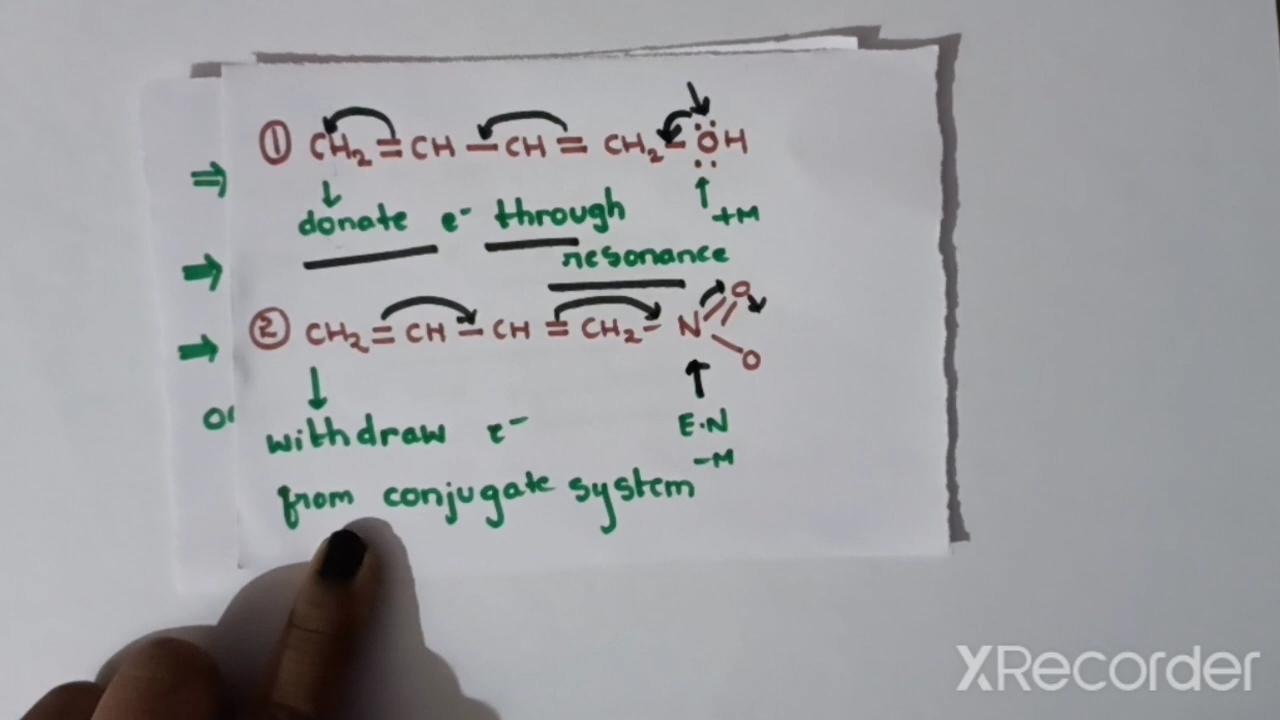 ① CH₂=CH-CH=CH₂-ÖH
donate e⁻ through
+M
resonance
② CH₂=CH-CH=CH₂-N
O
O
E.N
withdraw e⁻
-M
from conjugate system
XRecorder